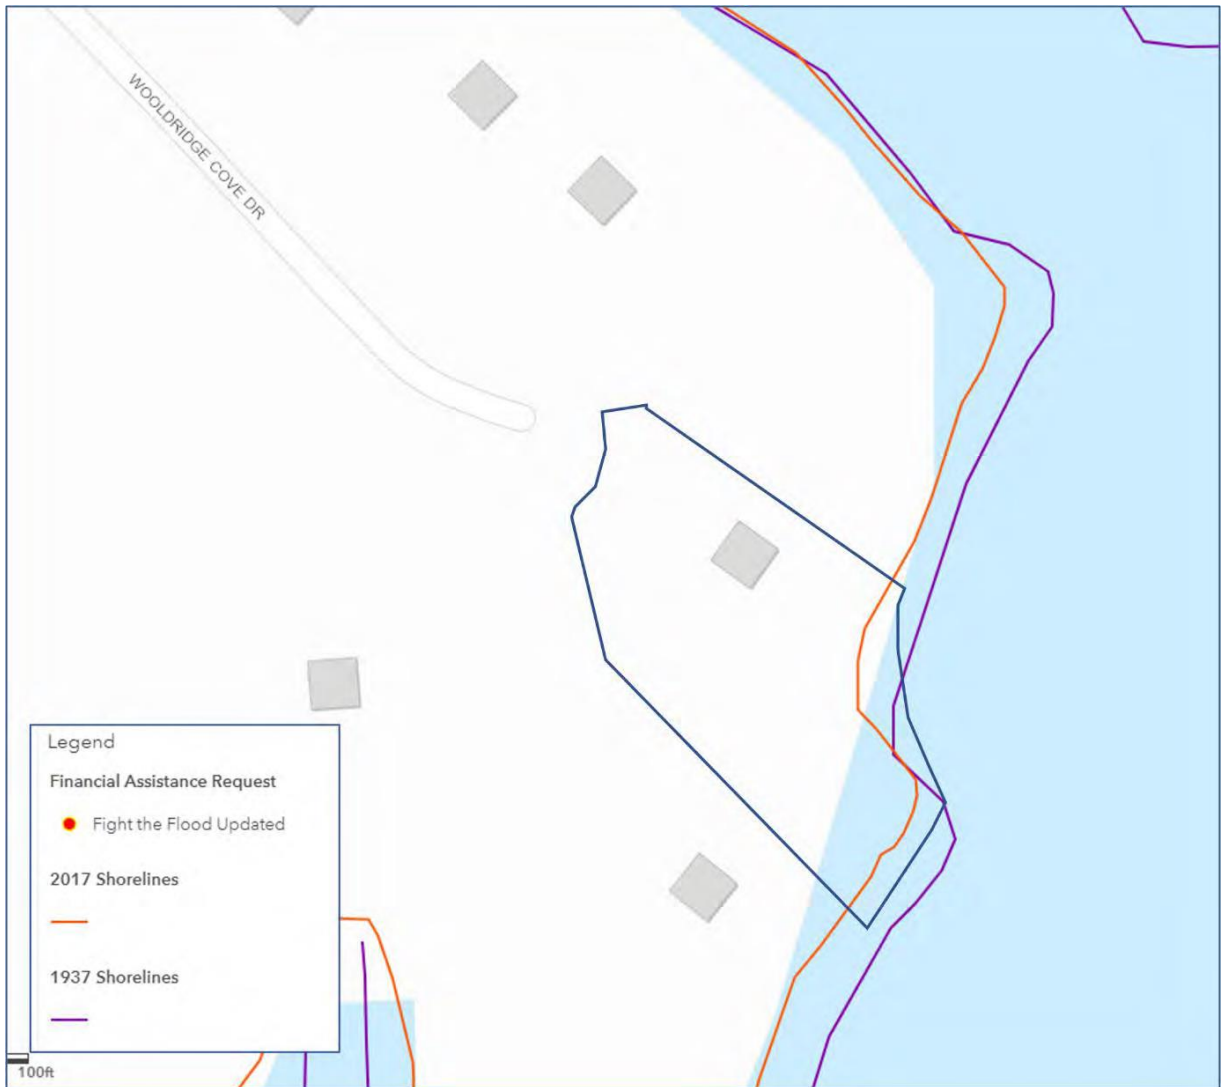 WOOLDRIDGE COVE DR
Legend
Financial Assistance Request
Fight the Flood Updated
2017 Shorelines
1937 Shorelines
100ft